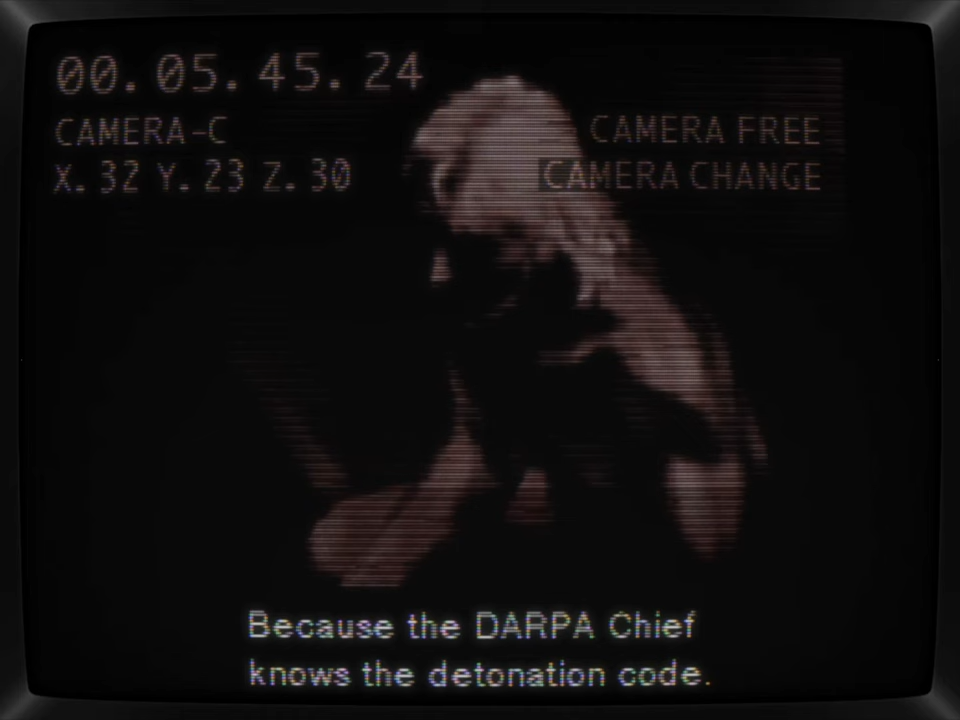 00.05.45.24
CAMERA-C
CAMERA FREE
X.32 Y.23 Z.30
CAMERA CHANGE
Because the DARPA Chief
knows the detonation code.